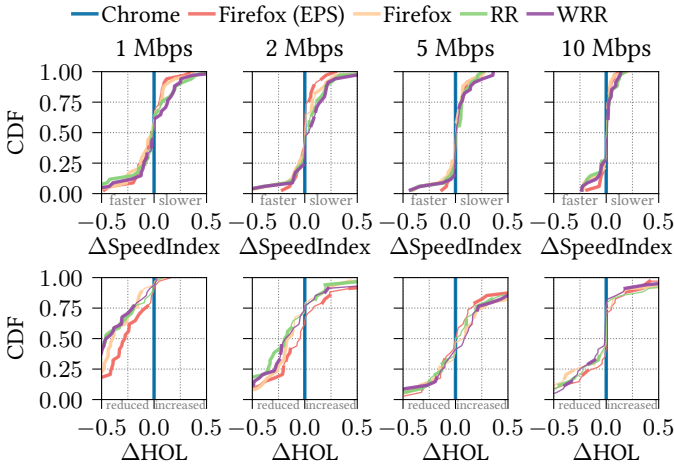 Chrome Firefox (EPS) Firefox RR WRR
1 Mbps 2 Mbps 5 Mbps 10 Mbps
CDF
1.00
0.75
0.50
0.25
0.00
faster slower faster slower faster slower faster slower
−0.5 0.0 0.5 −0.5 0.0 0.5 −0.5 0.0 0.5 −0.5 0.0 0.5
ΔSpeedIndex ΔSpeedIndex ΔSpeedIndex ΔSpeedIndex
CDF
1.00
0.75
0.50
0.25
0.00
reduced increased reduced increased reduced increased reduced increased
−0.5 0.0 0.5 −0.5 0.0 0.5 −0.5 0.0 0.5 −0.5 0.0 0.5
ΔHOL ΔHOL ΔHOL ΔHOL